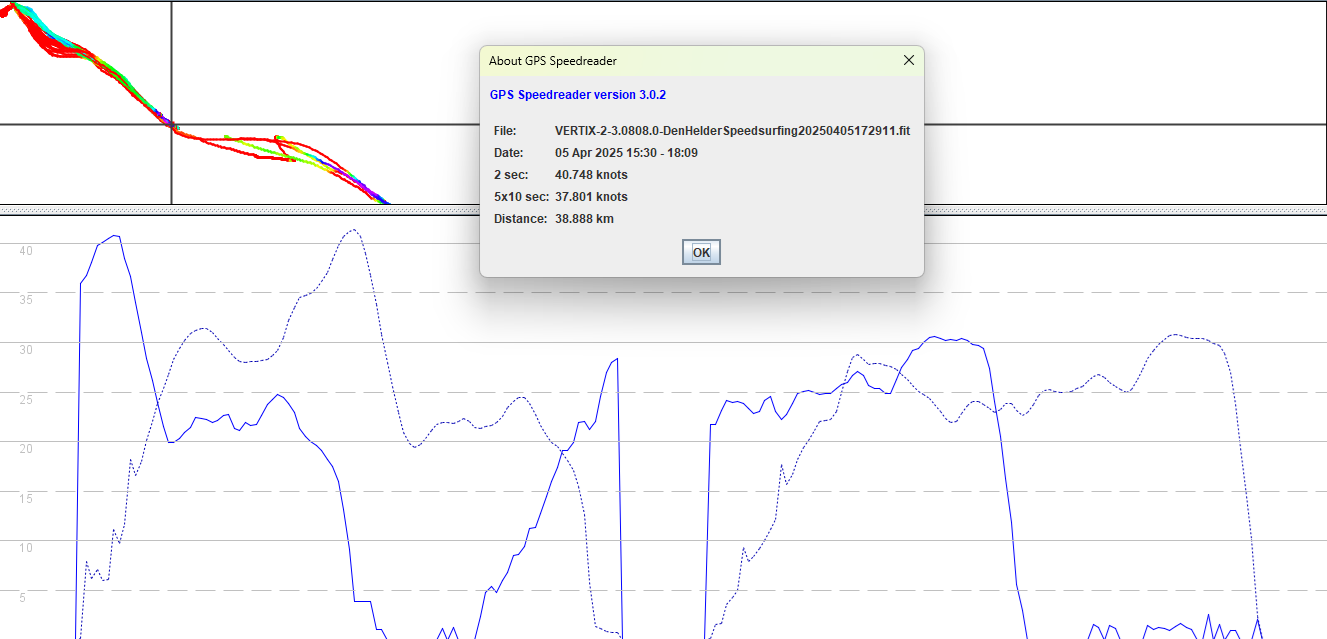 About GPS Speedreader
GPS Speedreader version 3.0.2
File: VERTIX-2-3.0808.0-DenHelderSpeedsurfing20250405172911.fit
Date: 05 Apr 2025 15:30 - 18:09
2 sec: 40.748 knots
5x10 sec: 37.801 knots
Distance: 38.888 km
OK
40
35
30
25
20
15
10
5